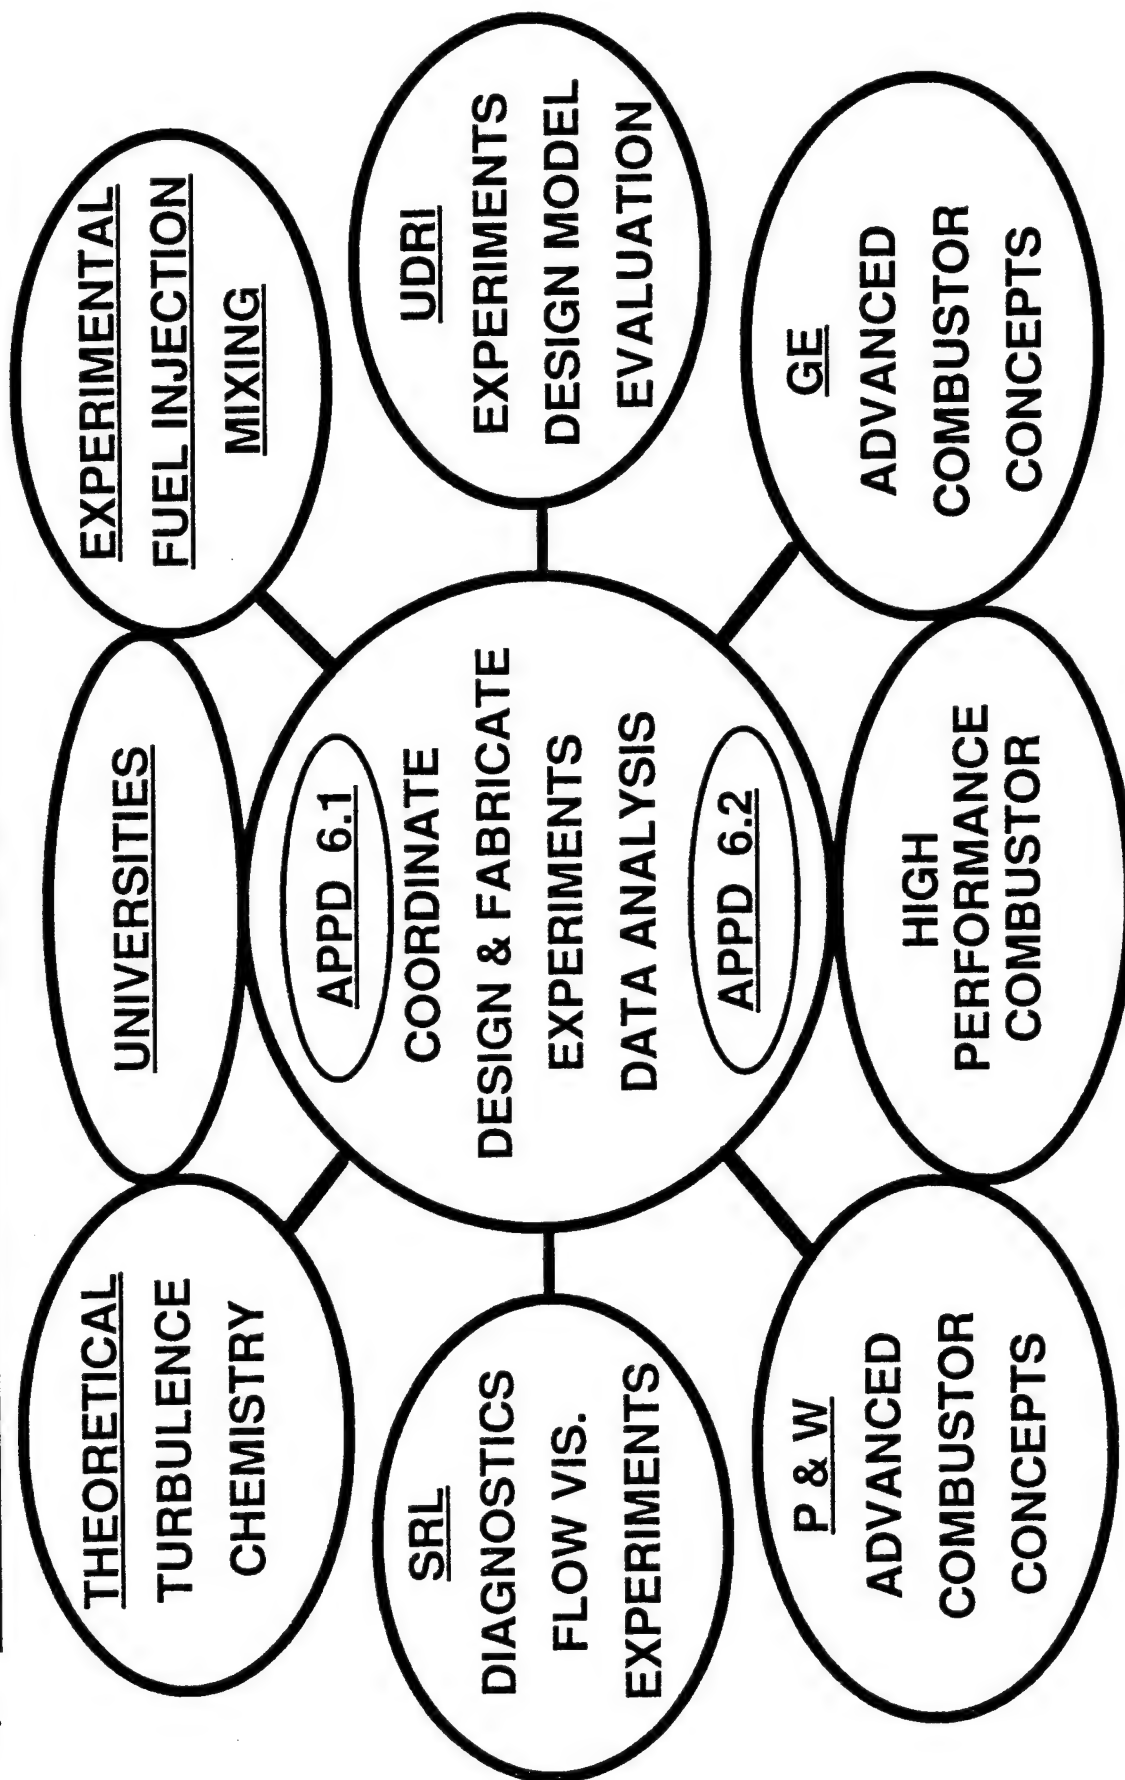 THEORETICAL
TURBULENCE
CHEMISTRY
UNIVERSITIES
EXPERIMENTAL
FUEL INJECTION
MIXING
SRL
DIAGNOSTICS
FLOW VIS.
EXPERIMENTS
APPD 6.1
COORDINATE
DESIGN & FABRICATE
EXPERIMENTS
DATA ANALYSIS
APPD 6.2
UDRI
EXPERIMENTS
DESIGN MODEL
EVALUATION
P & W
ADVANCED
COMBUSTOR
CONCEPTS
HIGH
PERFORMANCE
COMBUSTOR
GE
ADVANCED
COMBUSTOR
CONCEPTS